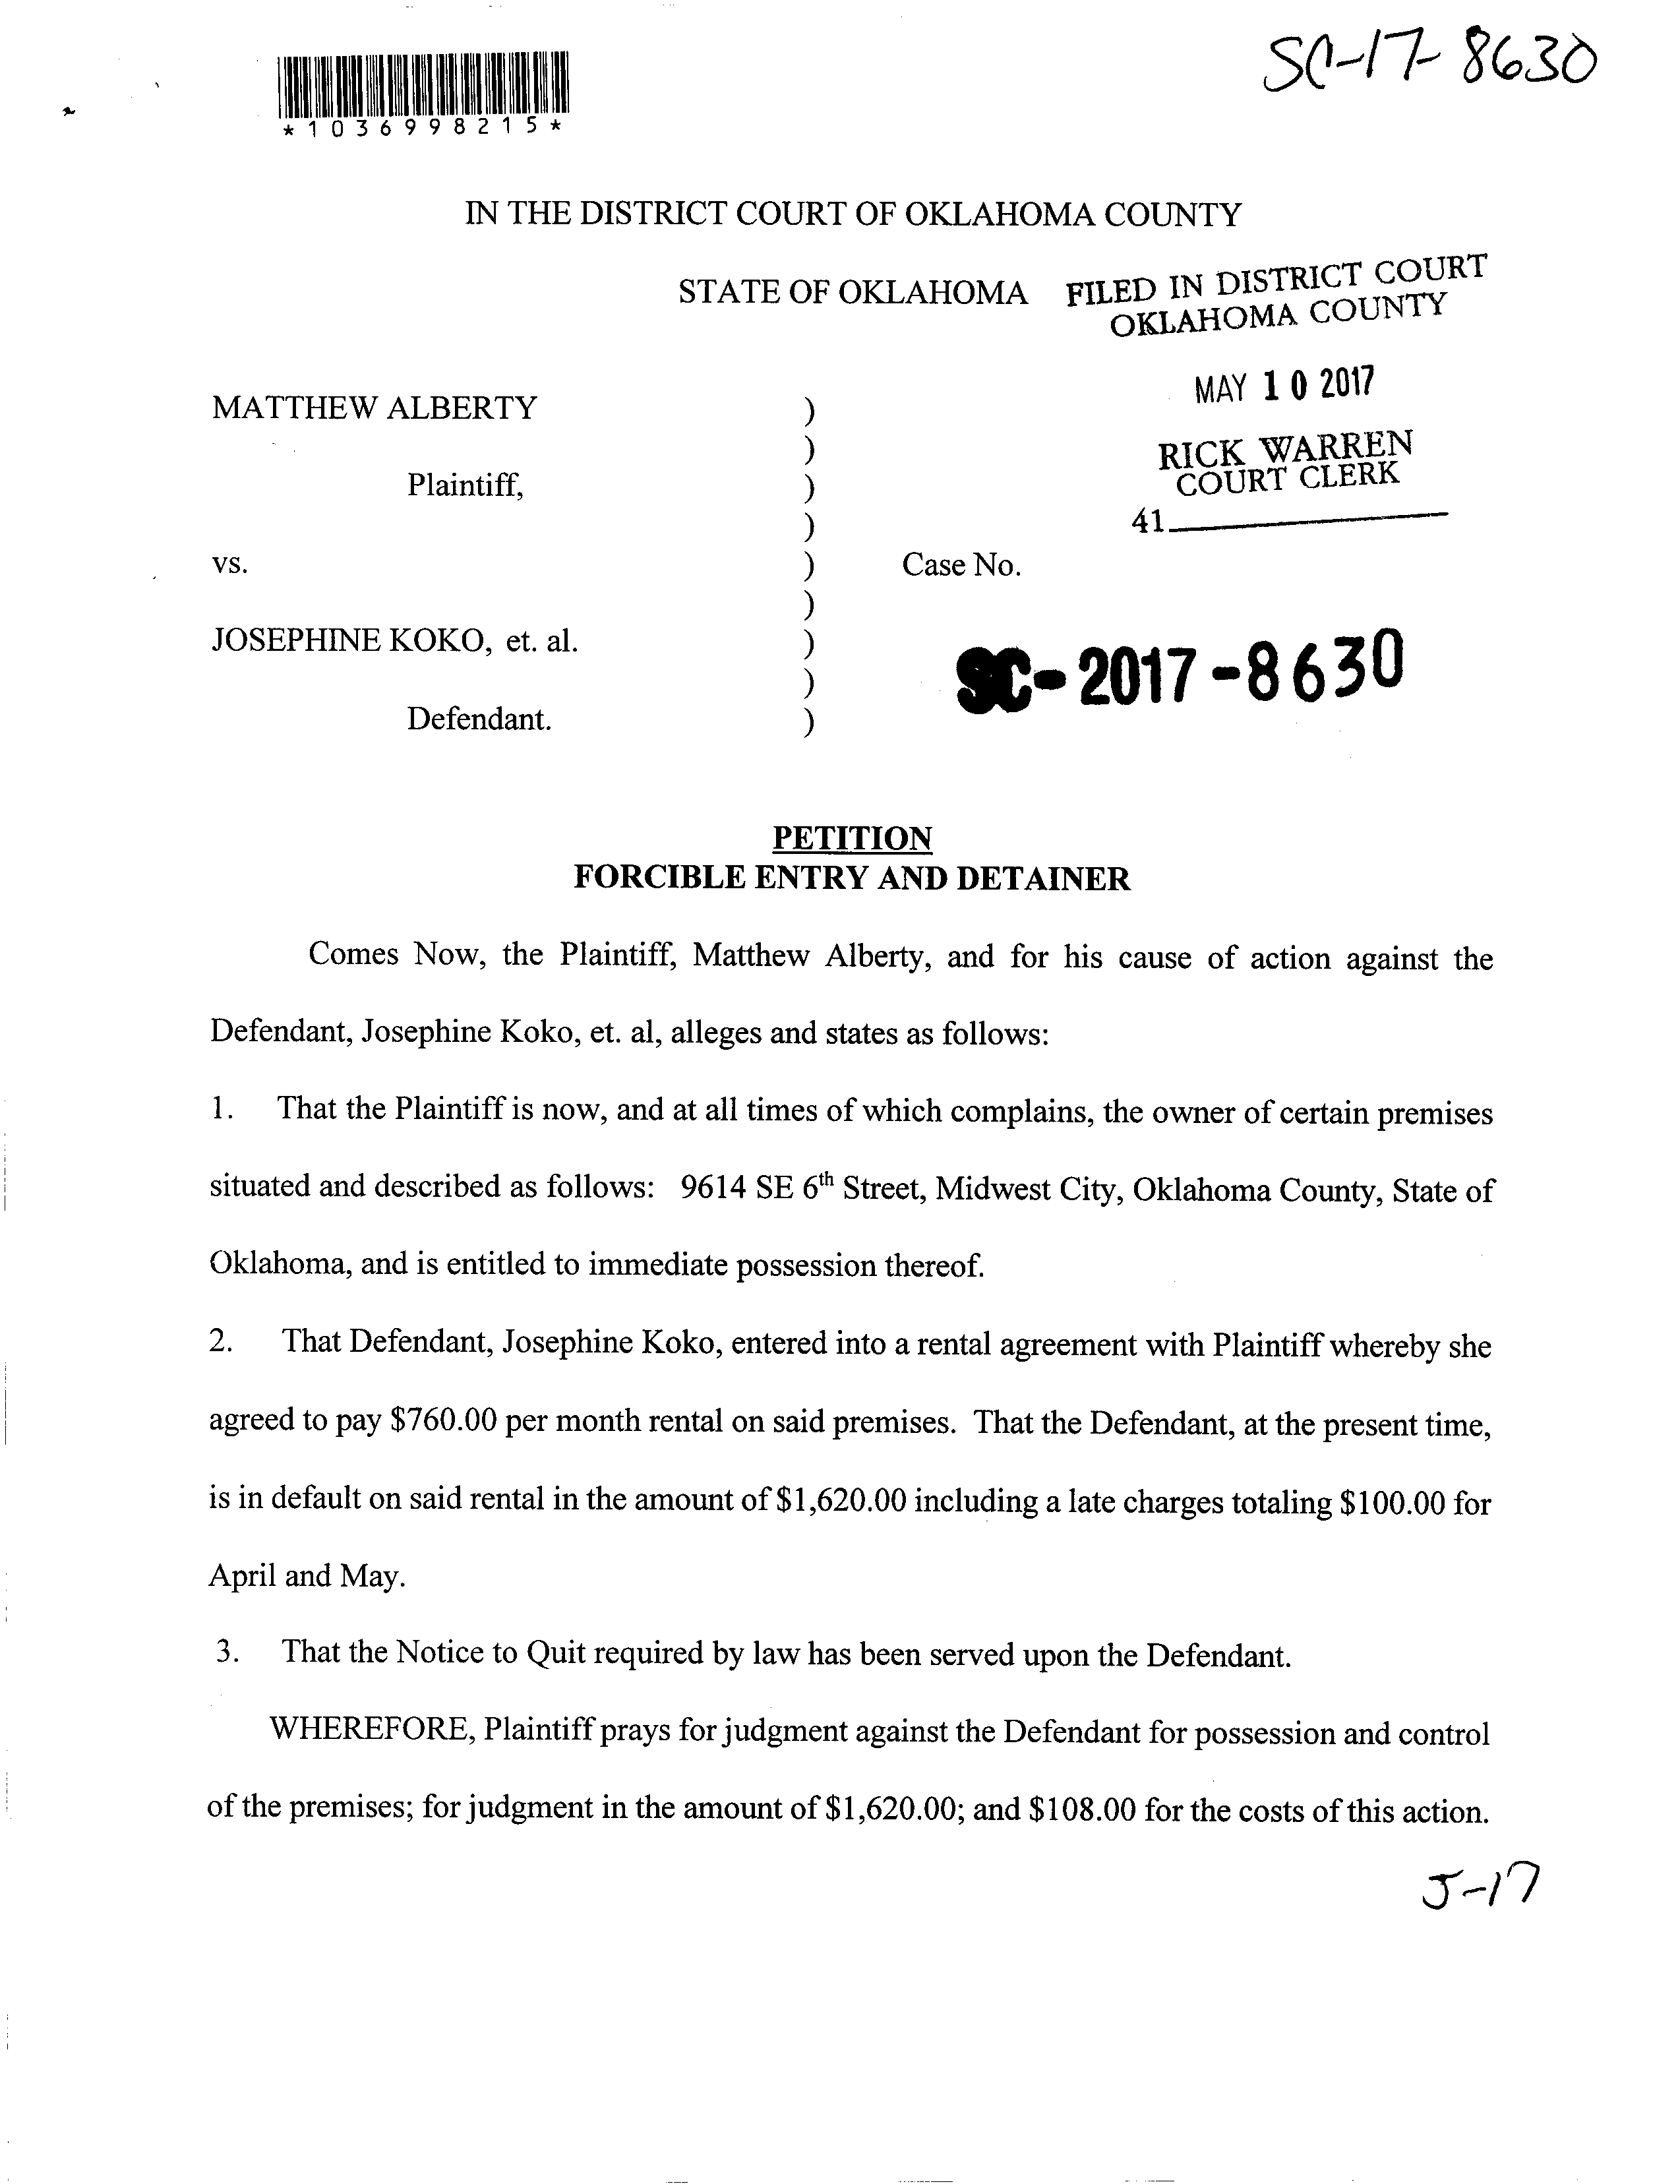 SC-17-8630
*1036998215*
IN THE DISTRICT COURT OF OKLAHOMA COUNTY
STATE OF OKLAHOMA
FILED IN DISTRICT COURT
OKLAHOMA COUNTY
MAY 10 2017
RICK WARREN
COURT CLERK
41
MATTHEW ALBERTY )
)
Plaintiff, )
)
vs. ) Case No.
)
JOSEPHINE KOKO, et. al. )
) SC-2017-8630
Defendant. )
PETITION
FORCIBLE ENTRY AND DETAINER
Comes Now, the Plaintiff, Matthew Alberty, and for his cause of action against the
Defendant, Josephine Koko, et. al, alleges and states as follows:
1. That the Plaintiff is now, and at all times of which complains, the owner of certain premises
situated and described as follows: 9614 SE 6th Street, Midwest City, Oklahoma County, State of
Oklahoma, and is entitled to immediate possession thereof.
2. That Defendant, Josephine Koko, entered into a rental agreement with Plaintiff whereby she
agreed to pay $760.00 per month rental on said premises. That the Defendant, at the present time,
is in default on said rental in the amount of $1,620.00 including a late charges totaling $100.00 for
April and May.
3. That the Notice to Quit required by law has been served upon the Defendant.
WHEREFORE, Plaintiff prays for judgment against the Defendant for possession and control
of the premises; for judgment in the amount of $1,620.00; and $108.00 for the costs of this action.
J-17